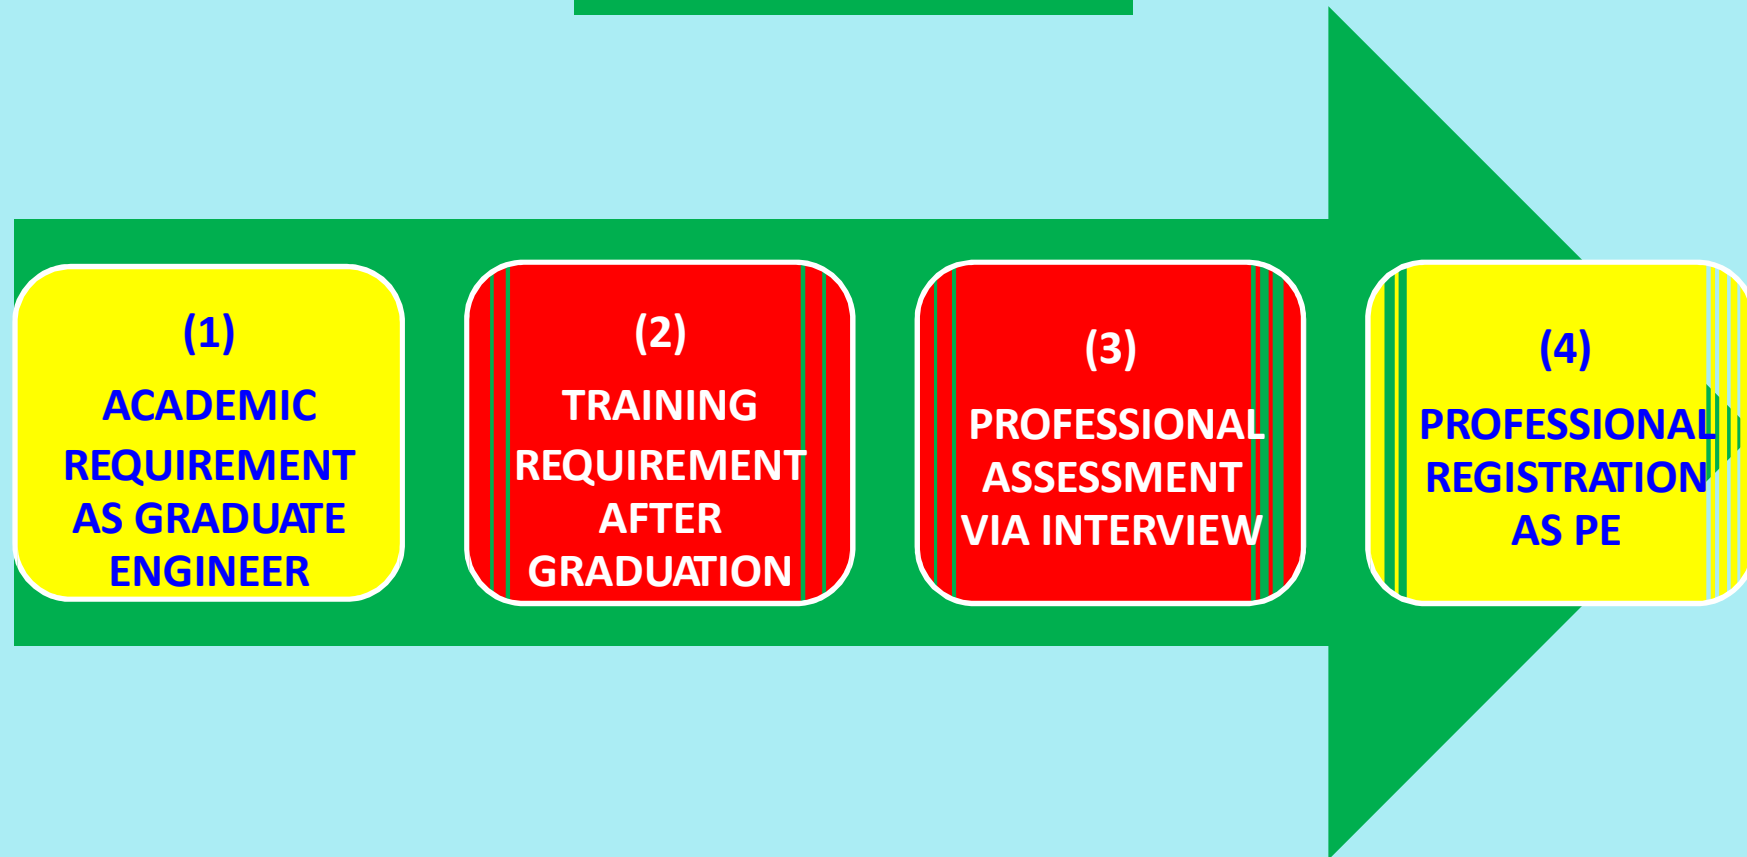 (1)
ACADEMIC
REQUIREMENT
AS GRADUATE
ENGINEER
(2)
TRAINING
REQUIREMENT
AFTER
GRADUATION
(3)
PROFESSIONAL
ASSESSMENT
VIA INTERVIEW
(4)
PROFESSIONAL
REGISTRATION
AS PE